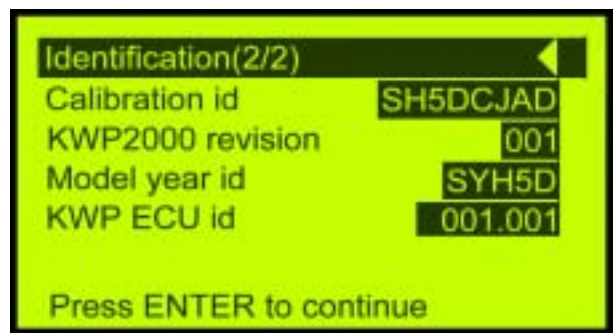 Identification(2/2)
Calibration id SH5DCJAD
KWP2000 revision 001
Model year id SYH5D
KWP ECU id 001.001
Press ENTER to continue